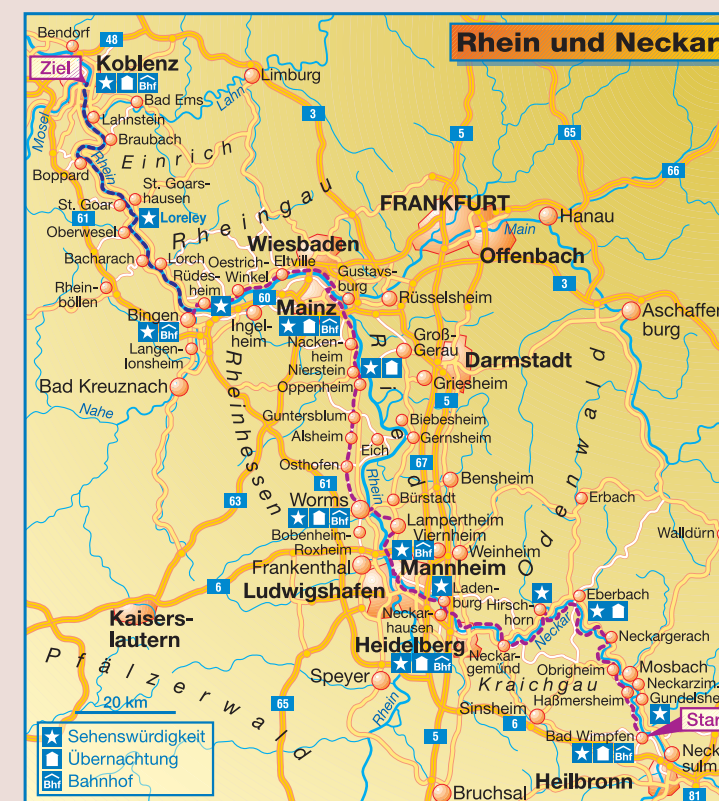 Rhein und Neckar
Bendorf
48
Ziel
Koblenz
Bhf
Limburg
Bad Ems
Lahn
3
Mosel
Lahnstein
Braubach
5
65
Rhein
Einrich
Boppard
66
St. Goars-
hausen
St. Goar
61
Loreley
Rheingau
FRANKFURT
Hanau
Oberwesel
Main
Wiesbaden
Offenbach
Bacharach
Lorch
Oestrich-
Winkel
Eltville
Gustavs-
burg
Rüdes-
heim
3
Rhein-
böllen
60
Rüsselsheim
Mainz
Bhf
Aschaffen
burg
Bingen
Bhf
Ingel-
heim
Nacken-
heim
Ried
Groß-
Gerau
Langen-
lonsheim
Nierstein
Darmstadt
Bad Kreuznach
Oppenheim
Griesheim
Nahe
Rheinhessen
5
Guntersblum
Biebesheim
Alsheim
Gernsheim
Eich
Odenwald
Osthofen
67
61
Rhein
Bensheim
63
Worms
Bhf
Bürstadt
Erbach
Lampertheim
Bobenheim-
Roxheim
Viernheim
Bhf
Walldürn
Weinheim
Frankenthal
Mannheim
6
Ludwigshafen
Laden-
burg
Hirsch-
horn
Eberbach
Kaisers-
lautern
Neckar-
hausen
Neckar
Neckargerach
Heidelberg
Bhf
Neckar-
gemünd
Obrigheim
Mosbach
Pfälzerwald
Speyer
Kraichgau
Neckarzim-
Haßmersheim
Gundelshe
20 km
65
Rhein
Sinsheim
6
Star
Bad Wimpfen
Bhf
Sehenswürdigkeit
5
Neck
sulm
Übernachtung
Bhf Bahnhof
Bruchsal
Heilbronn
81